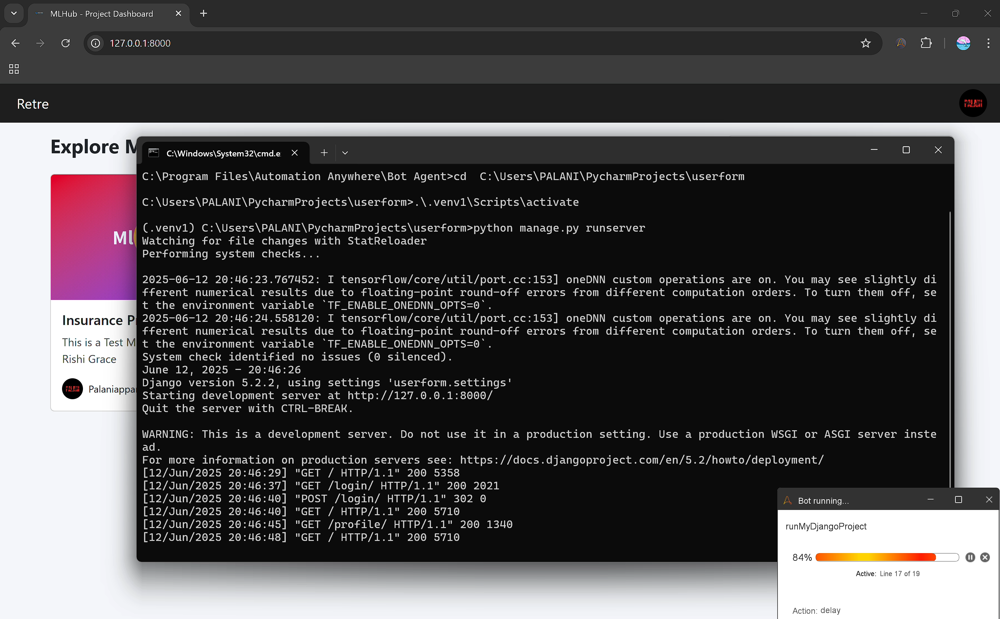 MLHub - Project Dashboard
127.0.0.1:8000
Retre
PALANI
Explore M
Ml
Insurance Pr
This is a Test M
Rishi Grace
PALANI
Palaniappan
C:\Windows\System32\cmd.e
C:\Program Files\Automation Anywhere\Bot Agent>cd  C:\Users\PALANI\PycharmProjects\userform
C:\Users\PALANI\PycharmProjects\userform>.\.venv1\Scripts\activate
(.venv1) C:\Users\PALANI\PycharmProjects\userform>python manage.py runserver
Watching for file changes with StatReloader
Performing system checks...
2025-06-12 20:46:23.767452: I tensorflow/core/util/port.cc:153] oneDNN custom operations are on. You may see slightly di
fferent numerical results due to floating-point round-off errors from different computation orders. To turn them off, se
t the environment variable `TF_ENABLE_ONEDNN_OPTS=0`.
2025-06-12 20:46:24.558120: I tensorflow/core/util/port.cc:153] oneDNN custom operations are on. You may see slightly di
fferent numerical results due to floating-point round-off errors from different computation orders. To turn them off, se
t the environment variable `TF_ENABLE_ONEDNN_OPTS=0`.
System check identified no issues (0 silenced).
June 12, 2025 - 20:46:26
Django version 5.2.2, using settings 'userform.settings'
Starting development server at http://127.0.0.1:8000/
Quit the server with CTRL-BREAK.
WARNING: This is a development server. Do not use it in a production setting. Use a production WSGI or ASGI server inste
ad.
For more information on production servers see: https://docs.djangoproject.com/en/5.2/howto/deployment/
[12/Jun/2025 20:46:29] "GET / HTTP/1.1" 200 5358
[12/Jun/2025 20:46:37] "GET /login/ HTTP/1.1" 200 2021
[12/Jun/2025 20:46:40] "POST /login/ HTTP/1.1" 302 0
[12/Jun/2025 20:46:40] "GET / HTTP/1.1" 200 5710
[12/Jun/2025 20:46:45] "GET /profile/ HTTP/1.1" 200 1340
[12/Jun/2025 20:46:48] "GET / HTTP/1.1" 200 5710
Bot running...
runMyDjangoProject
84%
Active: Line 17 of 19
Action: delay